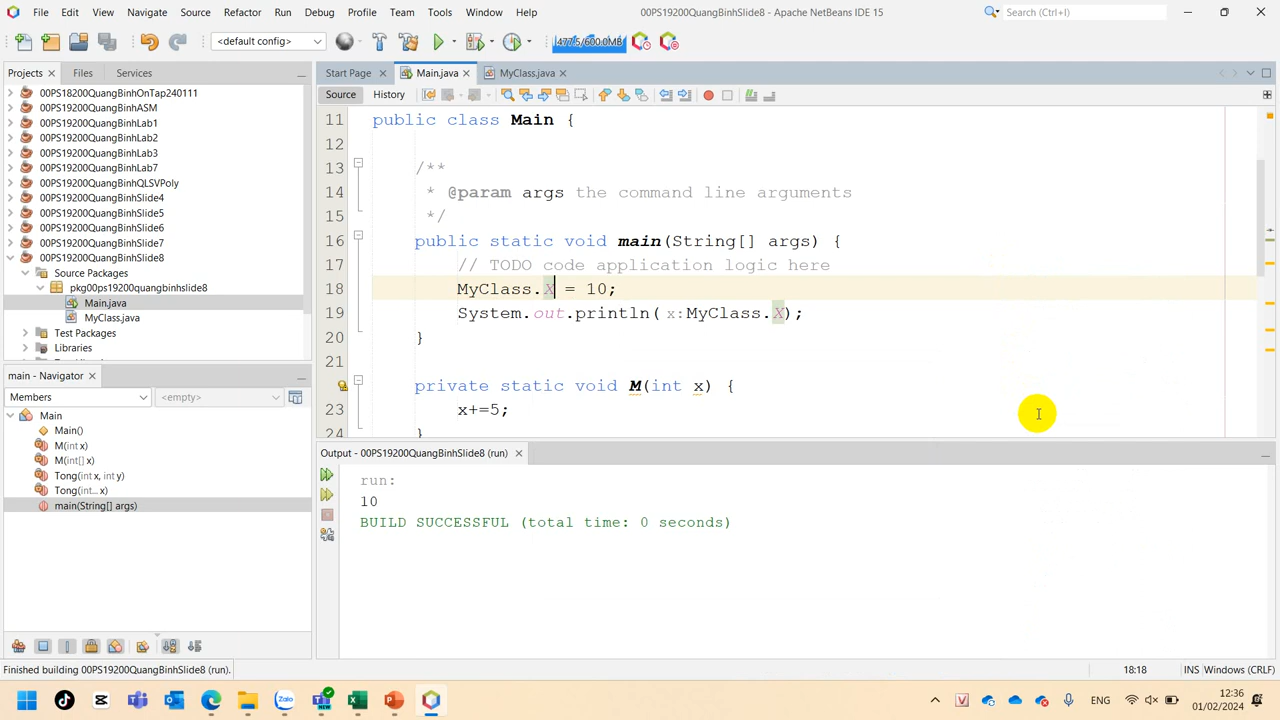 File Edit View Navigate Source Refactor Run Debug Profile Team Tools Window Help 00PS19200QuangBinhSlide8 - Apache NetBeans IDE 15 Search (Ctrl+I)
<default config> 477.5/600.0MB
Projects Files Services
00PS18200QuangBinhOnTap240111
00PS19200QuangBinhASM
00PS19200QuangBinhLab1
00PS19200QuangBinhLab2
00PS19200QuangBinhLab3
00PS19200QuangBinhLab7
00PS19200QuangBinhQLSVPoly
00PS19200QuangBinhSlide4
00PS19200QuangBinhSlide5
00PS19200QuangBinhSlide6
00PS19200QuangBinhSlide7
00PS19200QuangBinhSlide8
Source Packages
pkg00ps19200quangbinhslide8
Main.java
MyClass.java
Test Packages
Libraries
main - Navigator
Members <empty>
Main
Main()
M(int x)
M(int[] x)
Tong(int x, int y)
Tong(int... x)
main(String[] args)
Start Page Main.java MyClass.java
Source History
11 public class Main {
12
13 /**
14 * @param args the command line arguments
15 */
16 public static void main(String[] args) {
17 // TODO code application logic here
18 MyClass.X = 10;
19 System.out.println( x:MyClass.X);
20 }
21
22 private static void M(int x) {
23 x+=5;
24 }
Output - 00PS19200QuangBinhSlide8 (run)
run:
10
BUILD SUCCESSFUL (total time: 0 seconds)
Finished building 00PS19200QuangBinhSlide8 (run). 18:18 INS Windows (CRLF)
Zalo NEW V ENG 12:36
01/02/2024